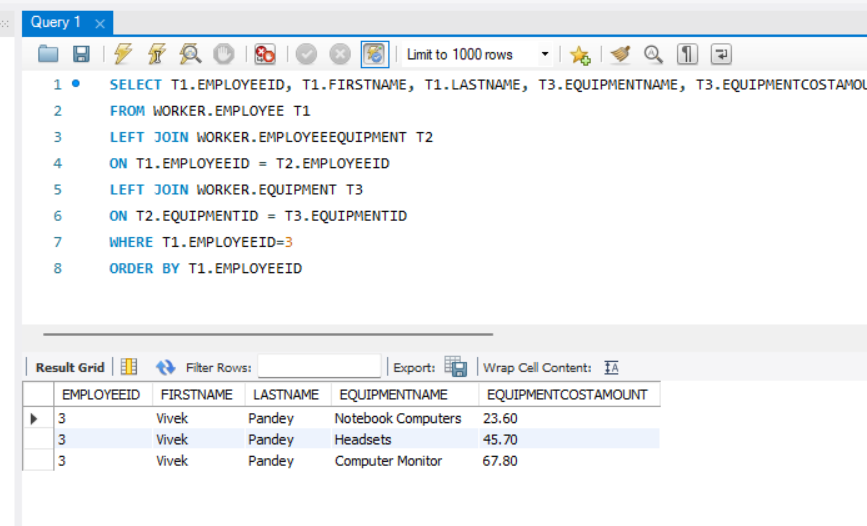 Query 1
Limit to 1000 rows
1 SELECT T1.EMPLOYEEID, T1.FIRSTNAME, T1.LASTNAME, T3.EQUIPMENTNAME, T3.EQUIPMENTCOSTAMOU
2 FROM WORKER.EMPLOYEE T1
3 LEFT JOIN WORKER.EMPLOYEEEQUIPMENT T2
4 ON T1.EMPLOYEEID = T2.EMPLOYEEID
5 LEFT JOIN WORKER.EQUIPMENT T3
6 ON T2.EQUIPMENTID = T3.EQUIPMENTID
7 WHERE T1.EMPLOYEEID=3
8 ORDER BY T1.EMPLOYEEID
Result Grid Filter Rows: Export: Wrap Cell Content:
EMPLOYEEID FIRSTNAME LASTNAME EQUIPMENTNAME EQUIPMENTCOSTAMOUNT
3 Vivek Pandey Notebook Computers 23.60
3 Vivek Pandey Headsets 45.70
3 Vivek Pandey Computer Monitor 67.80